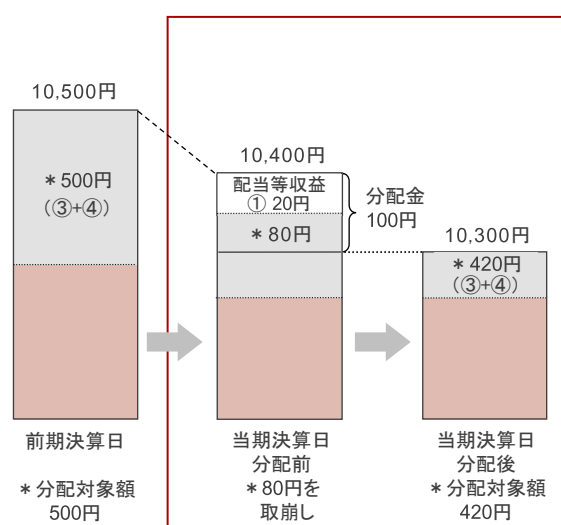 10,500円
＊500円
（③+④）
前期決算日
＊分配対象額
500円
10,400円
配当等収益
① 20円
＊80円
分配金
100円
当期決算日
分配前
＊80円を
取崩し
10,300円
＊420円
（③+④）
当期決算日
分配後
＊分配対象額
420円